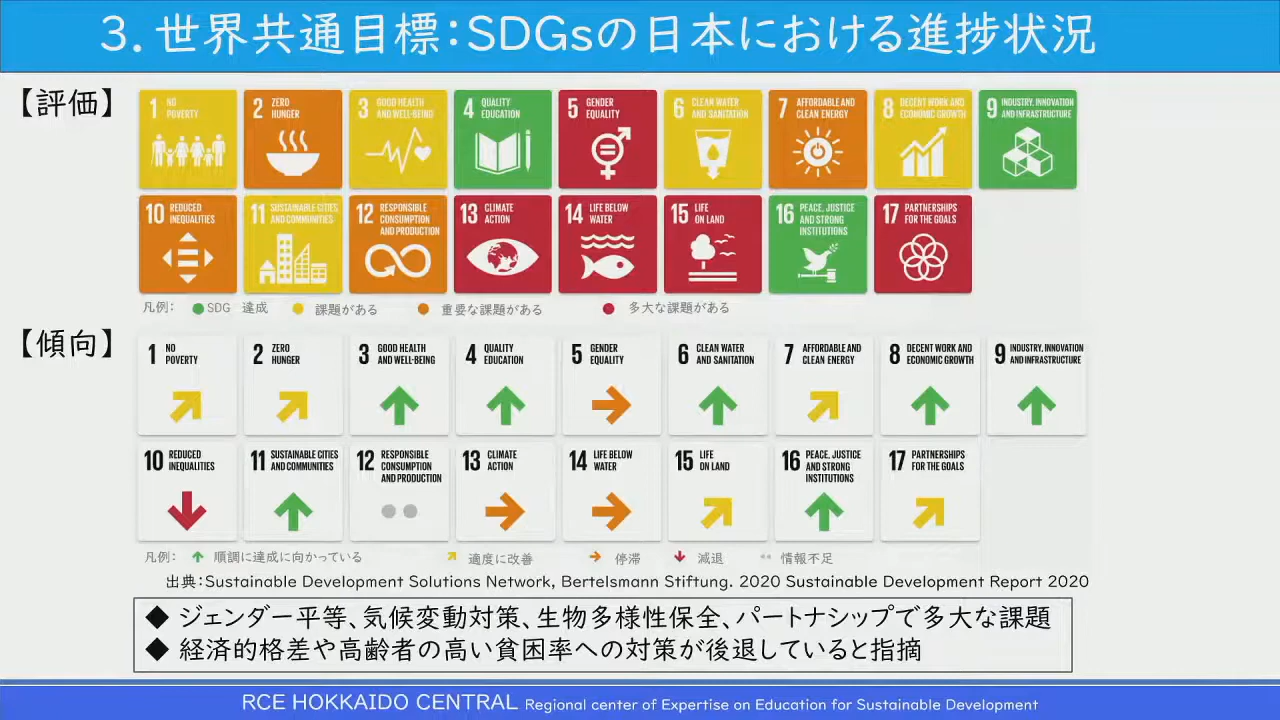 3. 世界共通目標：SDGsの日本における進捗状況
【評価】
1 NO POVERTY
2 ZERO HUNGER
3 GOOD HEALTH AND WELL-BEING
4 QUALITY EDUCATION
5 GENDER EQUALITY
6 CLEAN WATER AND SANITATION
7 AFFORDABLE AND CLEAN ENERGY
8 DECENT WORK AND ECONOMIC GROWTH
9 INDUSTRY, INNOVATION AND INFRASTRUCTURE
10 REDUCED INEQUALITIES
11 SUSTAINABLE CITIES AND COMMUNITIES
12 RESPONSIBLE CONSUMPTION AND PRODUCTION
13 CLIMATE ACTION
14 LIFE BELOW WATER
15 LIFE ON LAND
16 PEACE, JUSTICE AND STRONG INSTITUTIONS
17 PARTNERSHIPS FOR THE GOALS
凡例： SDG 達成 課題がある 重要な課題がある 多大な課題がある
【傾向】
1 NO POVERTY
2 ZERO HUNGER
3 GOOD HEALTH AND WELL-BEING
4 QUALITY EDUCATION
5 GENDER EQUALITY
6 CLEAN WATER AND SANITATION
7 AFFORDABLE AND CLEAN ENERGY
8 DECENT WORK AND ECONOMIC GROWTH
9 INDUSTRY, INNOVATION AND INFRASTRUCTURE
10 REDUCED INEQUALITIES
11 SUSTAINABLE CITIES AND COMMUNITIES
12 RESPONSIBLE CONSUMPTION AND PRODUCTION
13 CLIMATE ACTION
14 LIFE BELOW WATER
15 LIFE ON LAND
16 PEACE, JUSTICE AND STRONG INSTITUTIONS
17 PARTNERSHIPS FOR THE GOALS
凡例： 順調に達成に向かっている 適度に改善 停滞 減退 情報不足
出典：Sustainable Development Solutions Network, Bertelsmann Stiftung. 2020 Sustainable Development Report 2020
◆ ジェンダー平等、気候変動対策、生物多様性保全、パートナシップで多大な課題
◆ 経済的格差や高齢者の高い貧困率への対策が後退していると指摘
RCE HOKKAIDO CENTRAL Regional center of Expertise on Education for Sustainable Development